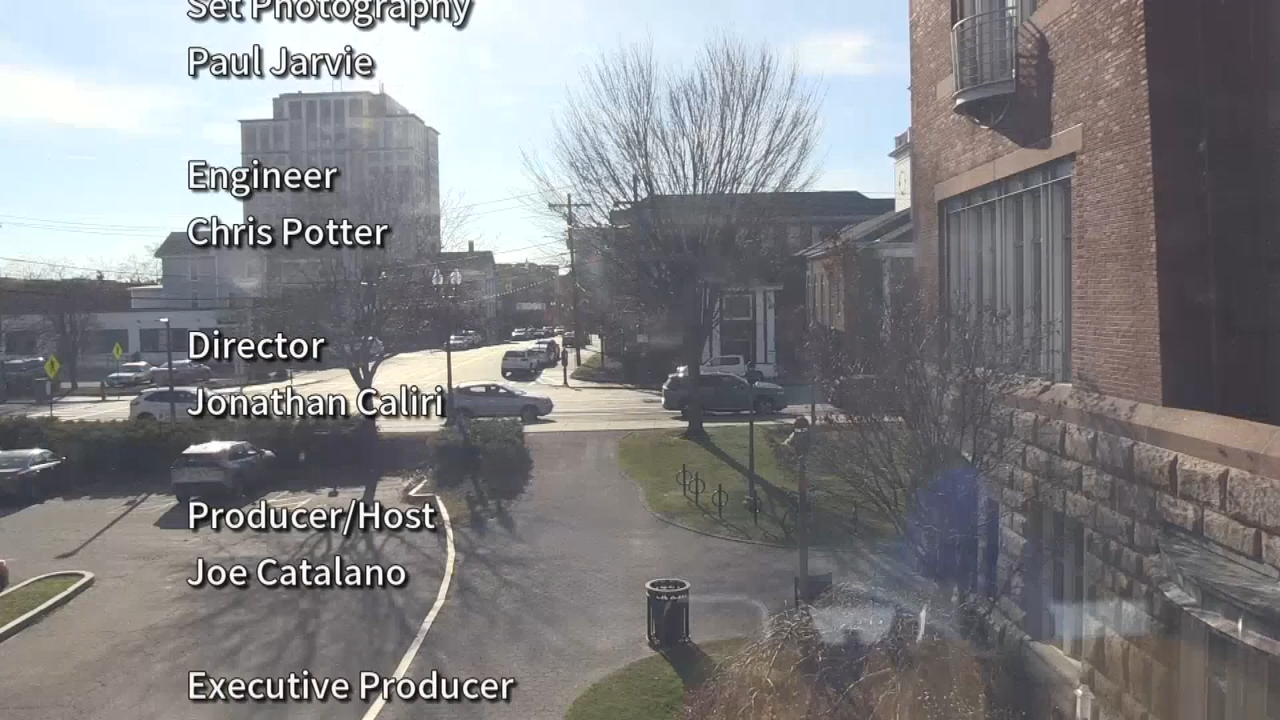 Set Photography
Paul Jarvie
Engineer
Chris Potter
Director
Jonathan Caliri
Producer/Host
Joe Catalano
Executive Producer